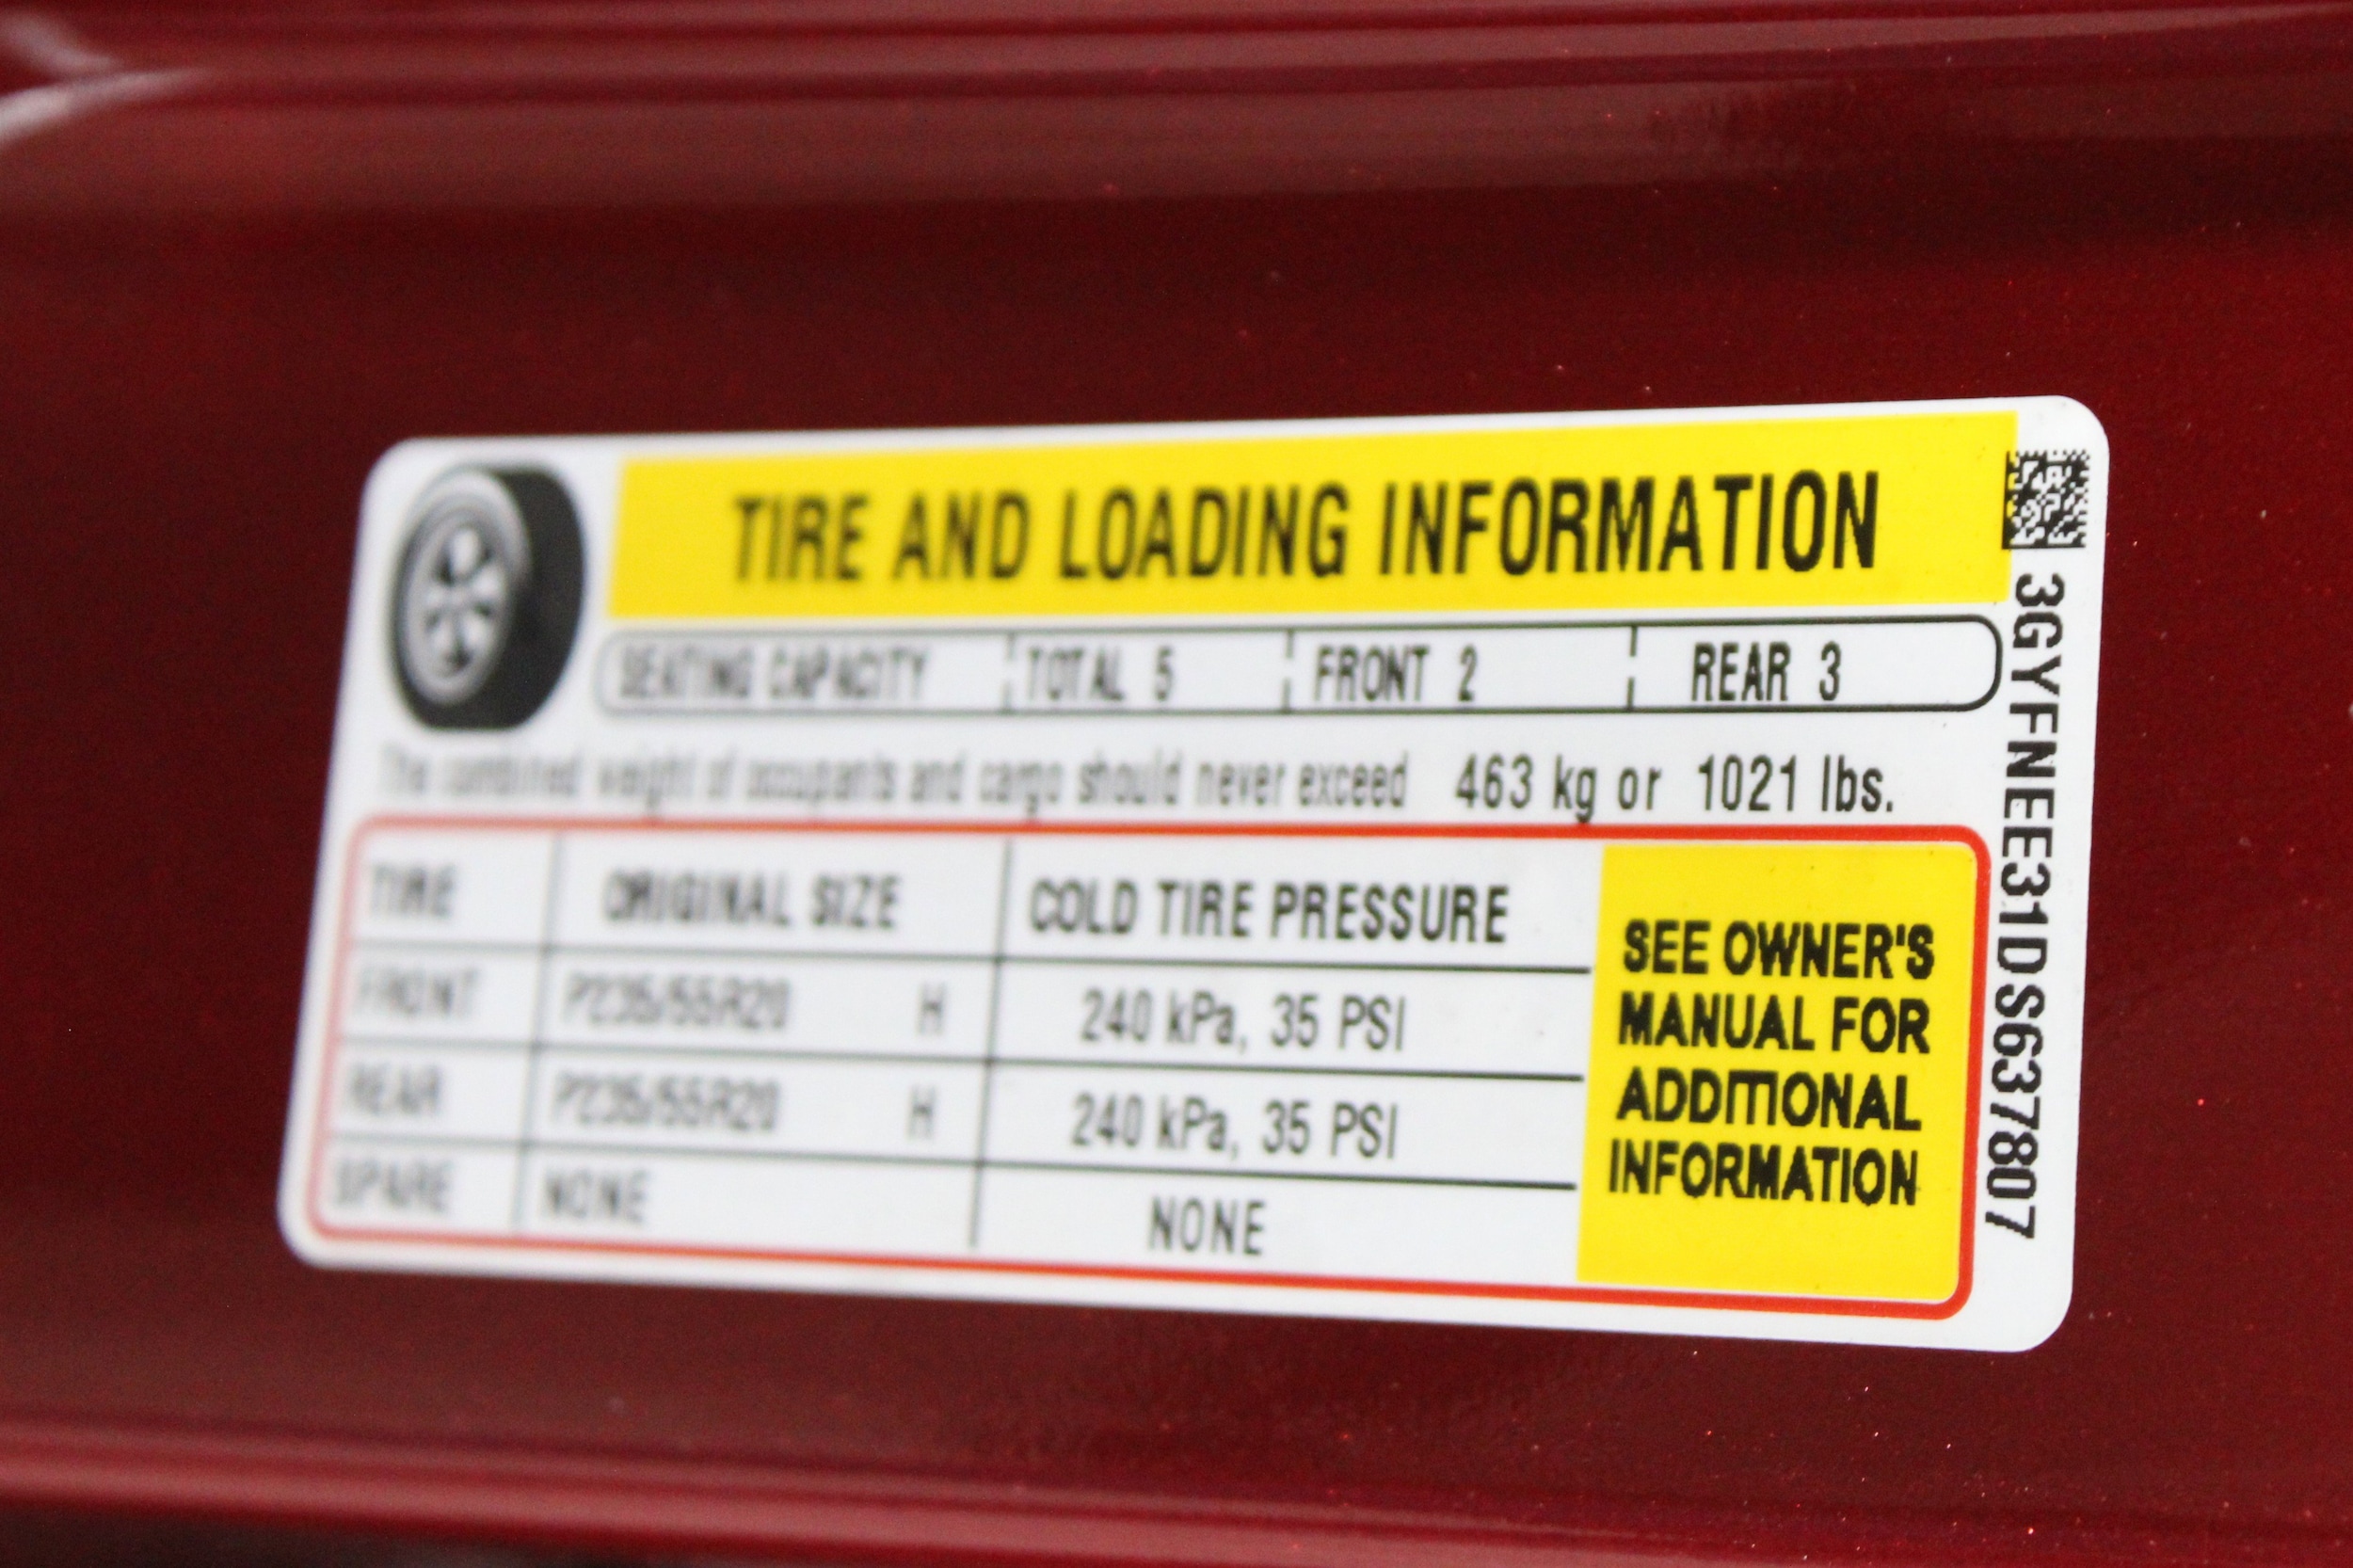 TIRE AND LOADING INFORMATION
SEATING CAPACITY TOTAL 5 FRONT 2 REAR 3
The combined weight of occupants and cargo should never exceed 463 kg or 1021 lbs.
TIRE ORIGINAL SIZE COLD TIRE PRESSURE
FRONT P235/55R20 H 240 kPa, 35 PSI
REAR P235/55R20 H 240 kPa, 35 PSI
SPARE NONE NONE
SEE OWNER'S
MANUAL FOR
ADDITIONAL
INFORMATION
3GYFNEE31DS637807